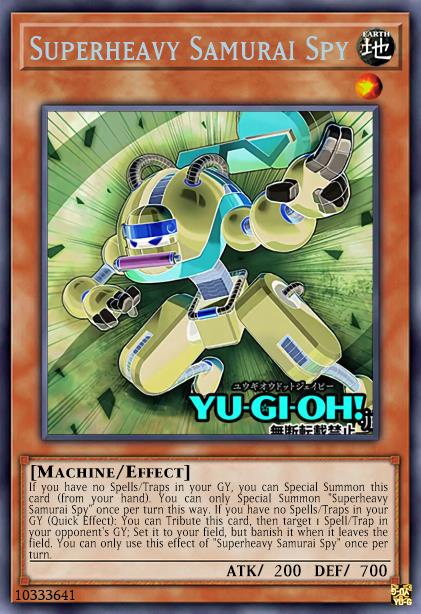 Superheavy Samurai Spy
EARTH
地
ユウギオウドットジェイピー
YU-GI-OH!
無断転載禁止
[Machine/Effect]
If you have no Spells/Traps in your GY, you can Special Summon this
card (from your hand). You can only Special Summon "Superheavy
Samurai Spy" once per turn this way. If you have no Spells/Traps in
your GY (Quick Effect): You can Tribute this card, then target 1 Spell/Trap in
your opponent's GY; Set it to your field, but banish it when it leaves the
field. You can only use this effect of "Superheavy Samurai Spy" once per
turn.
ATK/ 200 DEF/ 700
10333641